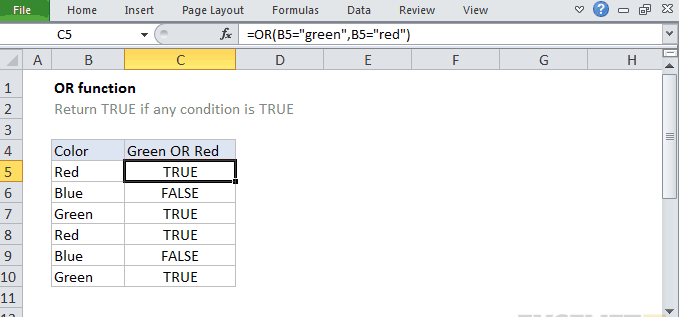 File Home Insert Page Layout Formulas Data Review View
C5 fx =OR(B5="green",B5="red")
A B C D E F G H
1 OR function
2 Return TRUE if any condition is TRUE
3
4 Color Green OR Red
5 Red TRUE
6 Blue FALSE
7 Green TRUE
8 Red TRUE
9 Blue FALSE
10 Green TRUE
11